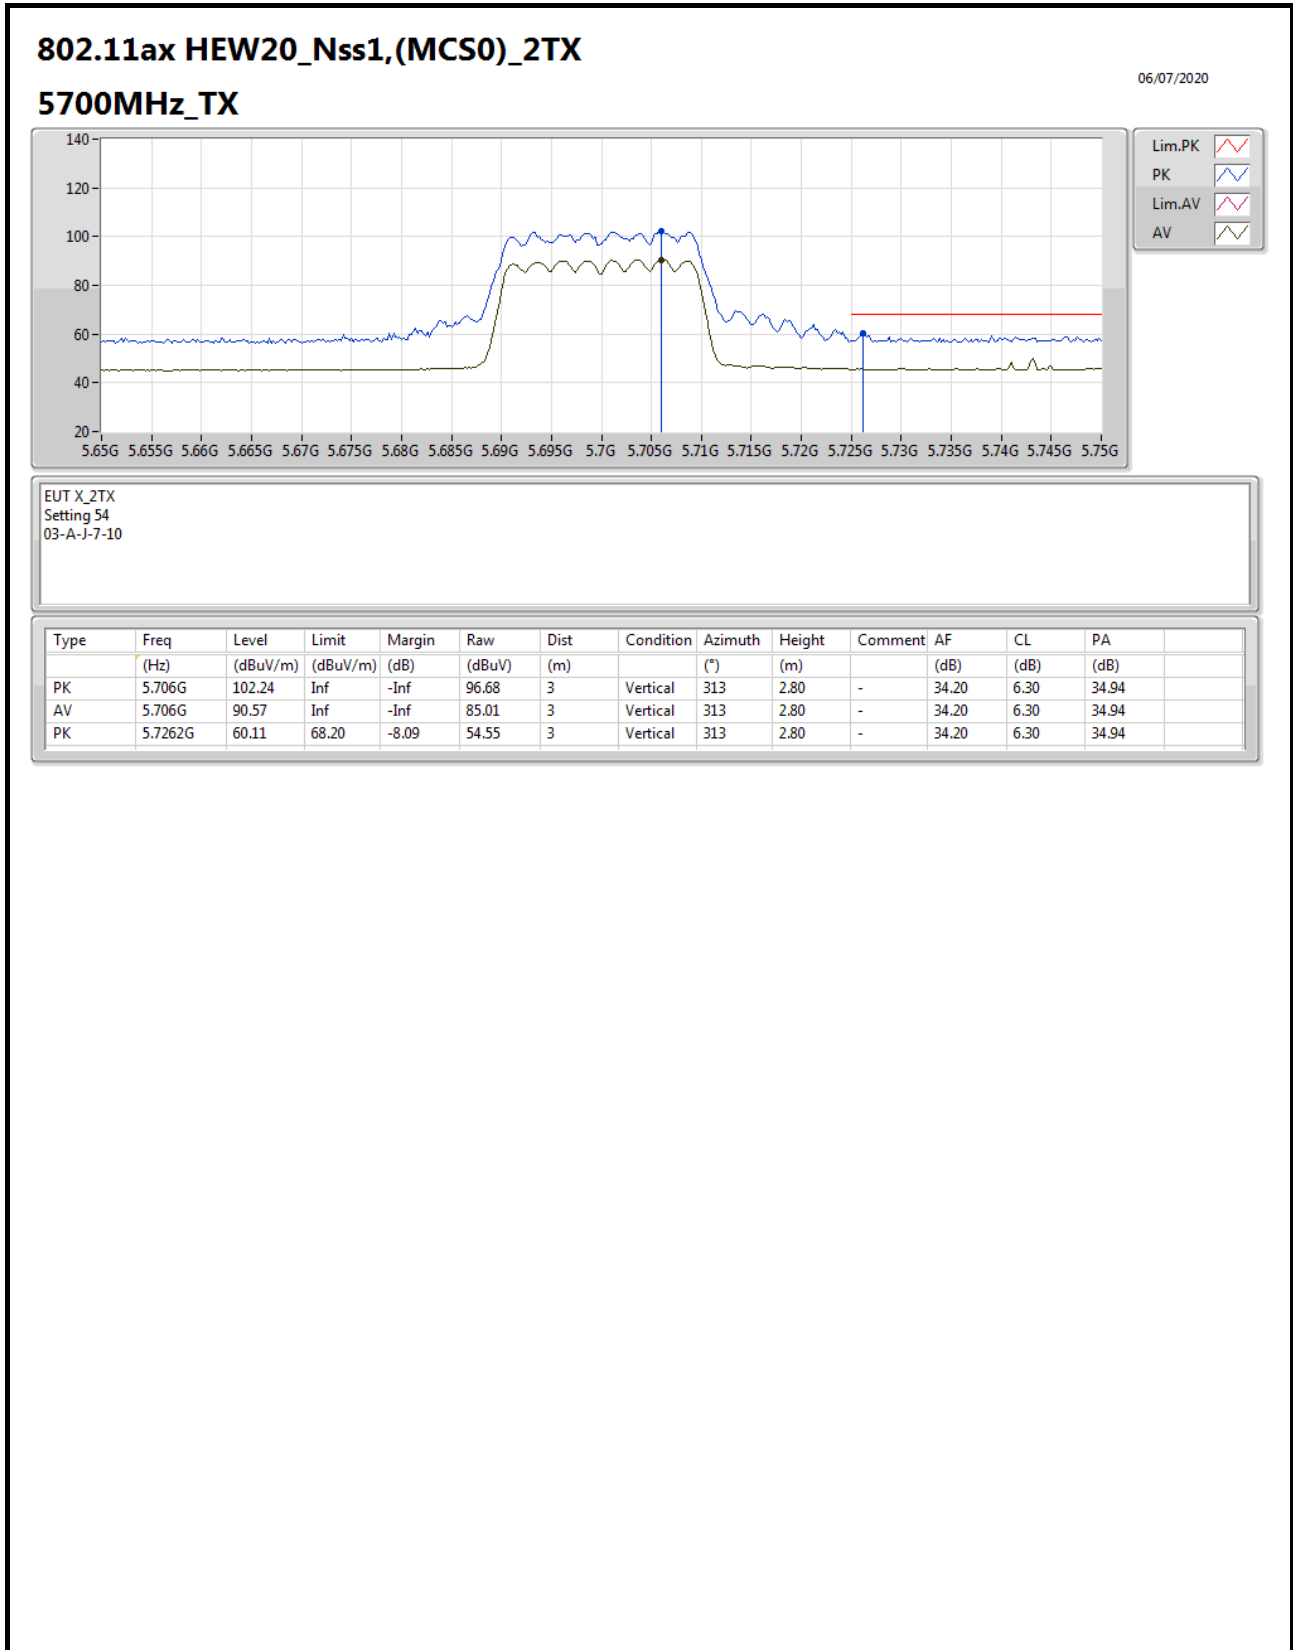 802.11ax HEW20_Nss1,(MCS0)_2TX
06/07/2020
5700MHz_TX
140
120
100
80
60
40
20
5.65G 5.655G 5.66G 5.665G 5.67G 5.675G 5.68G 5.685G 5.69G 5.695G 5.7G 5.705G 5.71G 5.715G 5.72G 5.725G 5.73G 5.735G 5.74G 5.745G 5.75G
Lim.PK
PK
Lim.AV
AV
EUT X_2TX
Setting 54
03-A-J-7-10
Type Freq Level Limit Margin Raw Dist Condition Azimuth Height Comment AF CL PA
(Hz) (dBuV/m) (dBuV/m) (dB) (dBuV) (m) (°) (m) (dB) (dB) (dB)
PK 5.706G 102.24 Inf -Inf 96.68 3 Vertical 313 2.80 - 34.20 6.30 34.94
AV 5.706G 90.57 Inf -Inf 85.01 3 Vertical 313 2.80 - 34.20 6.30 34.94
PK 5.7262G 60.11 68.20 -8.09 54.55 3 Vertical 313 2.80 - 34.20 6.30 34.94